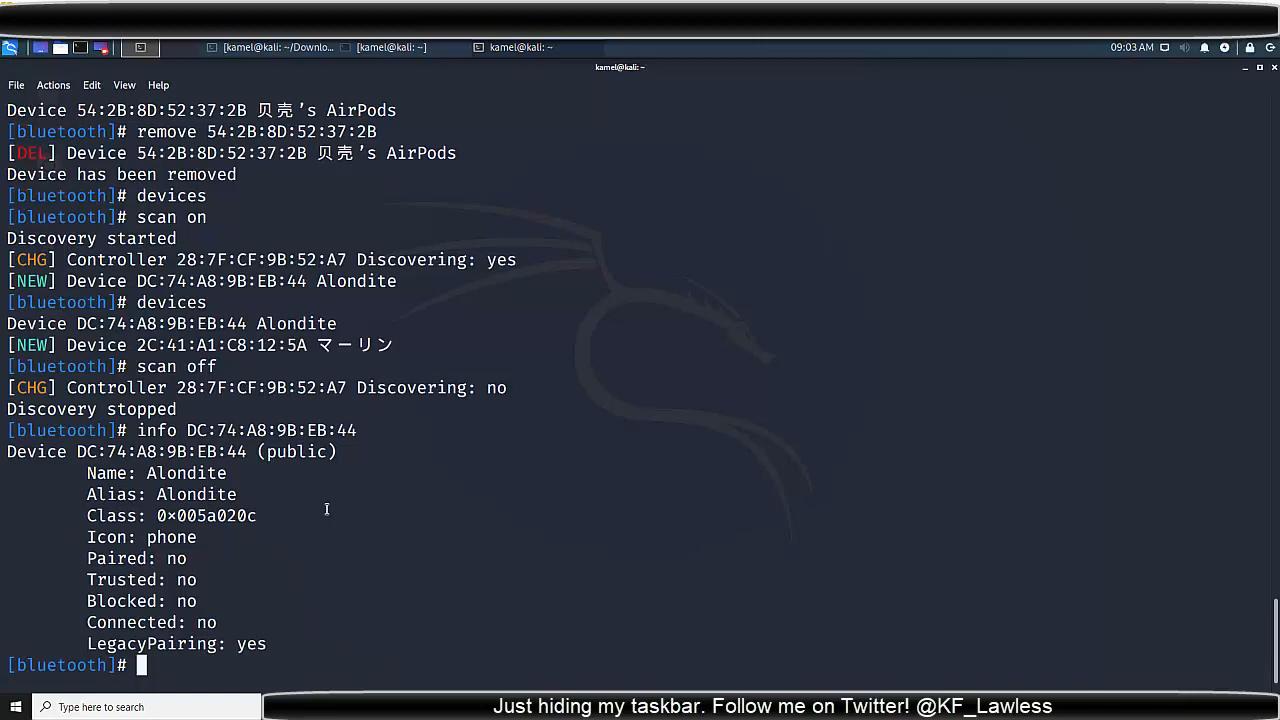 [kamel@kali: ~/Downlo...
[kamel@kali: ~]
kamel@kali: ~
09:03 AM
kamel@kali: ~
File Actions Edit View Help
Device 54:2B:8D:52:37:2B 贝壳's AirPods
[bluetooth]# remove 54:2B:8D:52:37:2B
[DEL] Device 54:2B:8D:52:37:2B 贝壳's AirPods
Device has been removed
[bluetooth]# devices
[bluetooth]# scan on
Discovery started
[CHG] Controller 28:7F:CF:9B:52:A7 Discovering: yes
[NEW] Device DC:74:A8:9B:EB:44 Alondite
[bluetooth]# devices
Device DC:74:A8:9B:EB:44 Alondite
[NEW] Device 2C:41:A1:C8:12:5A マーリン
[bluetooth]# scan off
[CHG] Controller 28:7F:CF:9B:52:A7 Discovering: no
Discovery stopped
[bluetooth]# info DC:74:A8:9B:EB:44
Device DC:74:A8:9B:EB:44 (public)
Name: Alondite
Alias: Alondite
Class: 0x005a020c
Icon: phone
Paired: no
Trusted: no
Blocked: no
Connected: no
LegacyPairing: yes
[bluetooth]#
Type here to search
Just hiding my taskbar. Follow me on Twitter! @KF_Lawless